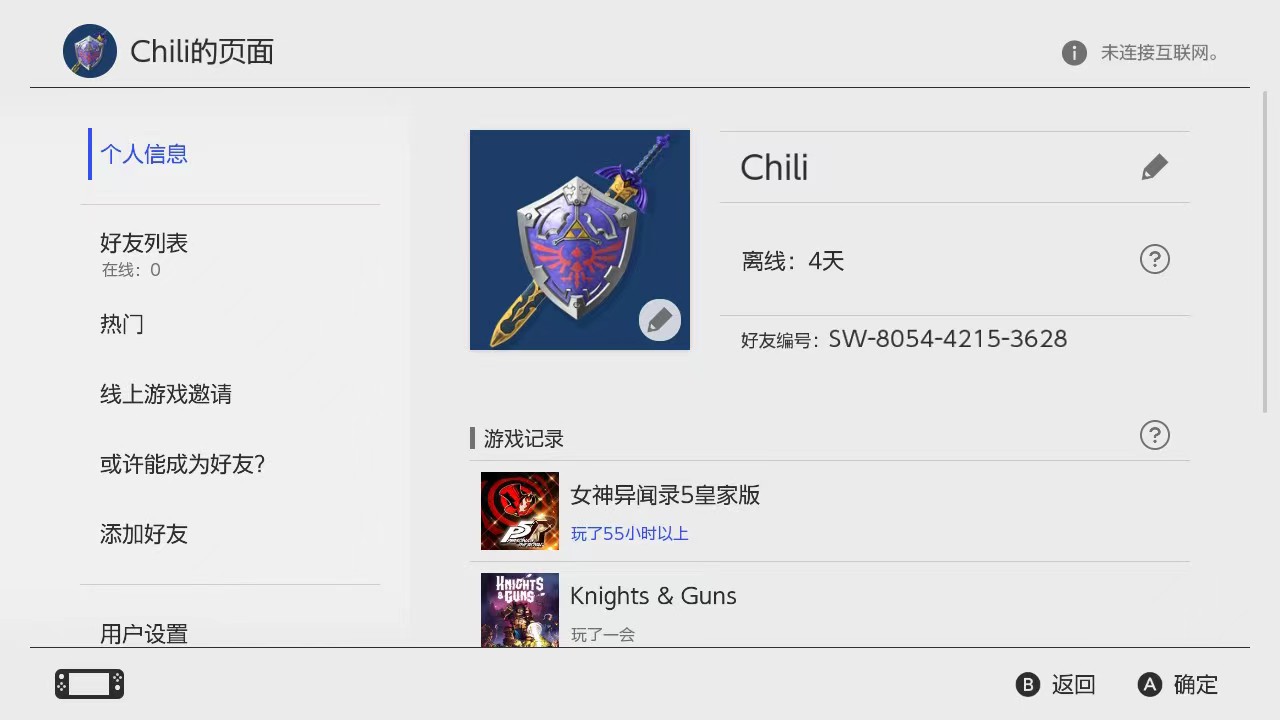 Chili的页面
未连接互联网。
个人信息
好友列表
在线：0
热门
线上游戏邀请
或许能成为好友？
添加好友
用户设置
Chili
离线：4天
好友编号：SW-8054-4215-3628
游戏记录
P5R
女神异闻录5皇家版
玩了55小时以上
KNIGHTS
& GUNS
Knights & Guns
玩了一会
B 返回
A 确定